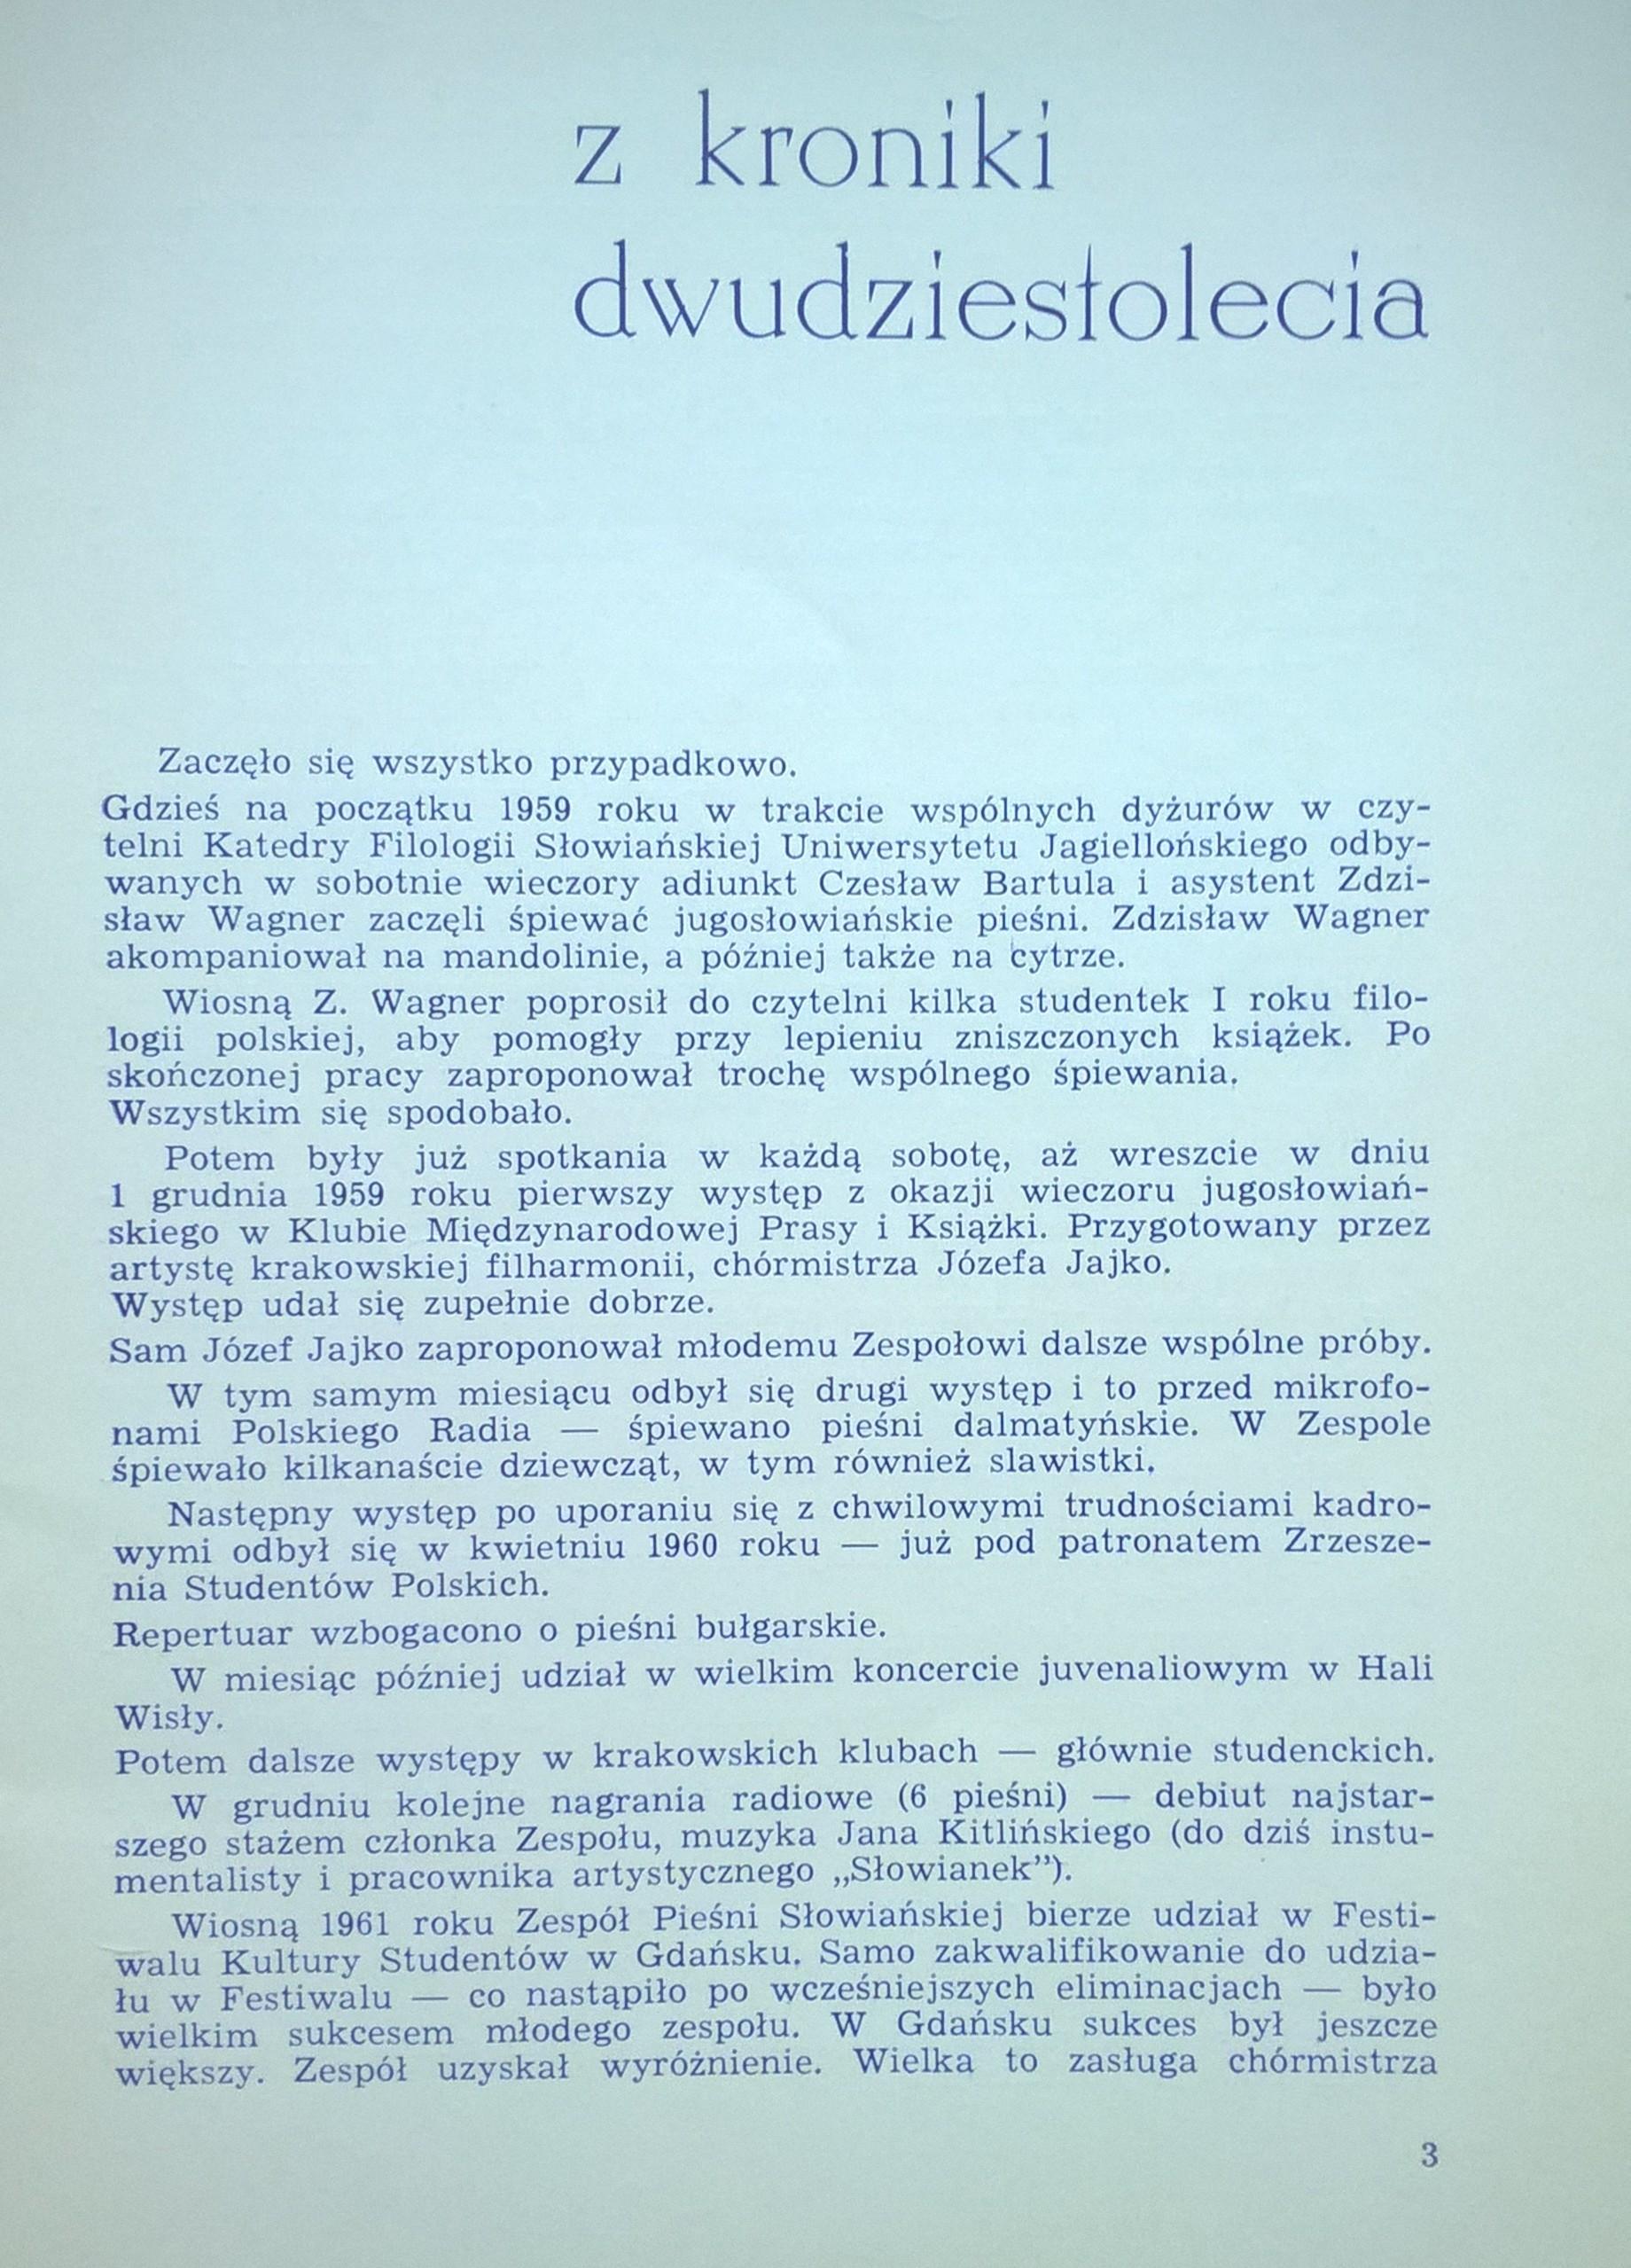 z kroniki
dwudziestolecia
Zaczęło się wszystko przypadkowo.
Gdzieś na początku 1959 roku w trakcie wspólnych dyżurów w czy-
telni Katedry Filologii Słowiańskiej Uniwersytetu Jagiellońskiego odby-
wanych w sobotnie wieczory adiunkt Czesław Bartula i asystent Zdzi-
sław Wagner zaczęli śpiewać jugosłowiańskie pieśni. Zdzisław Wagner
akompaniował na mandolinie, a później także na cytrze.
Wiosną Z. Wagner poprosił do czytelni kilka studentek I roku filo-
logii polskiej, aby pomogły przy lepieniu zniszczonych książek. Po
skończonej pracy zaproponował trochę wspólnego śpiewania.
Wszystkim się spodobało.
Potem były już spotkania w każdą sobotę, aż wreszcie w dniu
1 grudnia 1959 roku pierwszy występ z okazji wieczoru jugosłowiań-
skiego w Klubie Międzynarodowej Prasy i Książki. Przygotowany przez
artystę krakowskiej filharmonii, chórmistrza Józefa Jajko.
Występ udał się zupełnie dobrze.
Sam Józef Jajko zaproponował młodemu Zespołowi dalsze wspólne próby.
W tym samym miesiącu odbył się drugi występ i to przed mikrofo-
nami Polskiego Radia — śpiewano pieśni dalmatyńskie. W Zespole
śpiewało kilkanaście dziewcząt, w tym również slawistki.
Następny występ po uporaniu się z chwilowymi trudnościami kadro-
wymi odbył się w kwietniu 1960 roku — już pod patronatem Zrzesze-
nia Studentów Polskich.
Repertuar wzbogacono o pieśni bułgarskie.
W miesiąc później udział w wielkim koncercie juvenaliowym w Hali
Wisły.
Potem dalsze występy w krakowskich klubach — głównie studenckich.
W grudniu kolejne nagrania radiowe (6 pieśni) — debiut najstar-
szego stażem członka Zespołu, muzyka Jana Kitlińskiego (do dziś instu-
mentalisty i pracownika artystycznego „Słowianek”).
Wiosną 1961 roku Zespół Pieśni Słowiańskiej bierze udział w Festi-
walu Kultury Studentów w Gdańsku. Samo zakwalifikowanie do udzia-
łu w Festiwalu — co nastąpiło po wcześniejszych eliminacjach — było
wielkim sukcesem młodego zespołu. W Gdańsku sukces był jeszcze
większy. Zespół uzyskał wyróżnienie. Wielka to zasługa chórmistrza
3